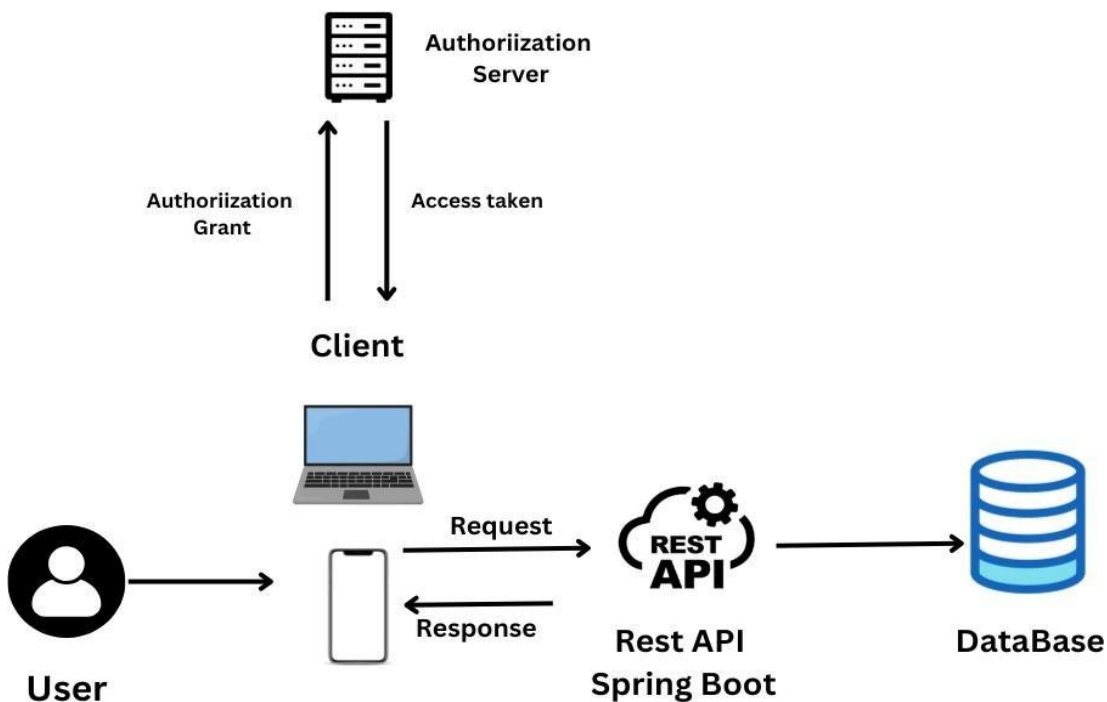 Authoriization
Server
Authoriization
Grant
Access taken
Client
Request
Response
REST
API
Rest API
Spring Boot
DataBase
User